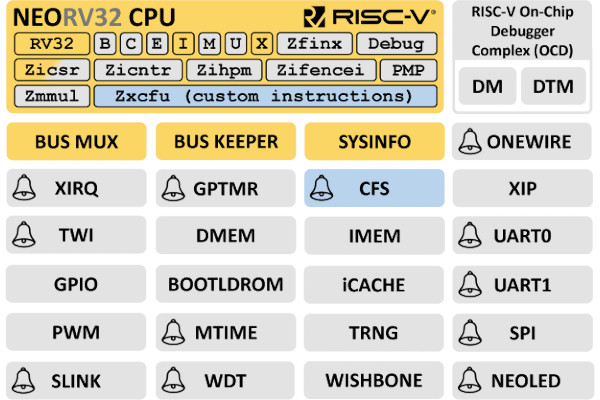 NEORV32 CPU
RISC-V®
RV32 B C E I M U X Zfinx Debug
Zicsr Zicntr Zihpm Zifencei PMP
Zmmul Zxcfu (custom instructions)
RISC-V On-Chip
Debugger
Complex (OCD)
DM DTM
BUS MUX BUS KEEPER SYSINFO ONEWIRE
XIRQ GPTMR CFS XIP
TWI DMEM IMEM UART0
GPIO BOOTLDROM iCACHE UART1
PWM MTIME TRNG SPI
SLINK WDT WISHBONE NEOLED